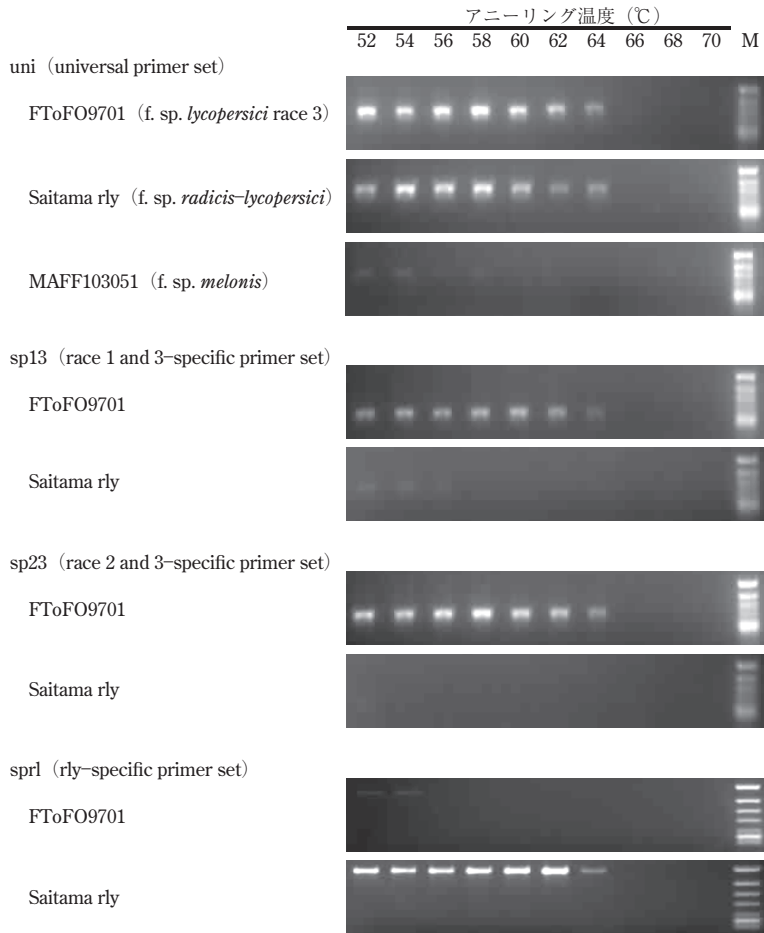 アニーリング温度（℃）
52 54 56 58 60 62 64 66 68 70 M
uni（universal primer set）
FToFO9701（f. sp. lycopersici race 3）
Saitama rly（f. sp. radicis-lycopersici）
MAFF103051（f. sp. melonis）
sp13（race 1 and 3-specific primer set）
FToFO9701
Saitama rly
sp23（race 2 and 3-specific primer set）
FToFO9701
Saitama rly
sprl（rly-specific primer set）
FToFO9701
Saitama rly